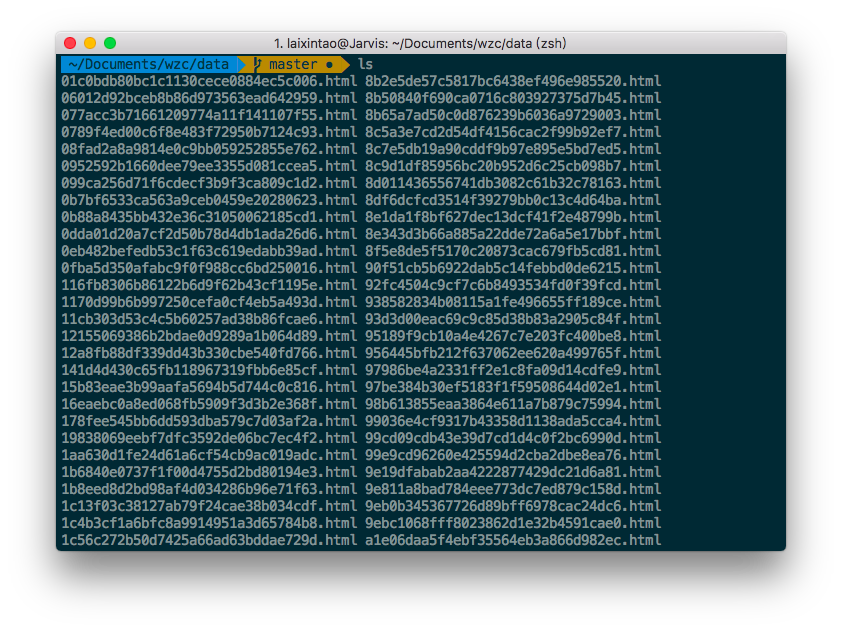 1. laixintao@Jarvis: ~/Documents/wzc/data (zsh)
~/Documents/wzc/data master ● ls
01c0bdb80bc1c1130cece0884ec5c006.html 8b2e5de57c5817bc6438ef496e985520.html
06012d92bceb8b86d973563ead642959.html 8b50840f690ca0716c803927375d7b45.html
077acc3b71661209774a11f141107f55.html 8b65a7ad50c0d876239b6036a9729003.html
0789f4ed00c6f8e483f72950b7124c93.html 8c5a3e7cd2d54df4156cac2f99b92ef7.html
08fad2a8a9814e0c9bb059252855e762.html 8c7e5db19a90cddf9b97e895e5bd7ed5.html
0952592b1660dee79ee3355d081ccea5.html 8c9d1df85956bc20b952d6c25cb098b7.html
099ca256d71f6cdecf3b9f3ca809c1d2.html 8d011436556741db3082c61b32c78163.html
0b7bf6533ca563a9ceb0459e20280623.html 8df6dcfcd3514f39279bb0c13c4d64ba.html
0b88a8435bb432e36c31050062185cd1.html 8e1da1f8bf627dec13dcf41f2e48799b.html
0dda01d20a7cf2d50b78d4db1ada26d6.html 8e343d3b66a885a22dde72a6a5e17bbf.html
0eb482befedb53c1f63c619edabb39ad.html 8f5e8de5f5170c20873cac679fb5cd81.html
0fba5d350afabc9f0f988cc6bd250016.html 90f51cb5b6922dab5c14febbd0de6215.html
116fb8306b86122b6d9f62b43cf1195e.html 92fc4504c9cf7c6b8493534fd0f39fcd.html
1170d99b6b997250cefa0cf4eb5a493d.html 938582834b08115a1fe496655ff189ce.html
11cb303d53c4c5b60257ad38b86fcae6.html 93d3d00eac69c9c85d38b83a2905c84f.html
12155069386b2bdae0d9289a1b064d89.html 95189f9cb10a4e4267c7e203fc400be8.html
12a8fb88df339dd43b330cbe540fd766.html 956445bfb212f637062ee620a499765f.html
141d4d430c65fb118967319fbb6e85cf.html 97986be4a2331ff2e1c8fa09d14cdfe9.html
15b83eae3b99aafa5694b5d744c0c816.html 97be384b30ef5183f1f59508644d02e1.html
16eaebc0a8ed068fb5909f3d3b2e368f.html 98b613855eaa3864e611a7b879c75994.html
178fee545bb6dd593dba579c7d03af2a.html 99036e4cf9317b43358d1138ada5cca4.html
19838069eebf7dfc3592de06bc7ec4f2.html 99cd09cdb43e39d7cd1d4c0f2bc6990d.html
1aa630d1fe24d61a6cf54cb9ac019adc.html 99e9cd96260e425594d2cba2dbe8ea76.html
1b6840e0737f1f00d4755d2bd80194e3.html 9e19dfabab2aa4222877429dc21d6a81.html
1b8eed8d2bd98af4d034286b96e71f63.html 9e811a8bad784eee773dc7ed879c158d.html
1c13f03c38127ab79f24cae38b034cdf.html 9eb0b345367726d89bff6978cac24dc6.html
1c4b3cf1a6bfc8a9914951a3d65784b8.html 9ebc1068fff8023862d1e32b4591cae0.html
1c56c272b50d7425a66ad63bddae729d.html a1e06daa5f4ebf35564eb3a866d982ec.html